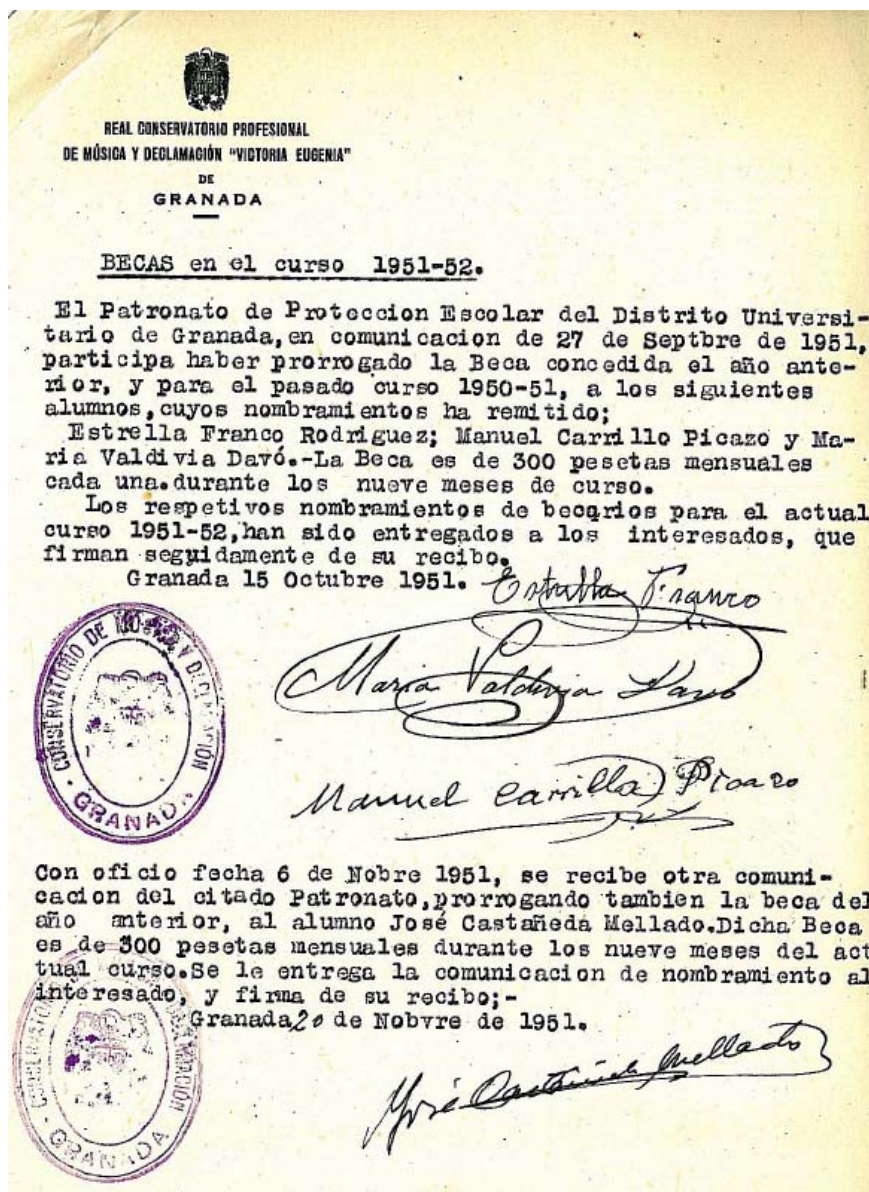 REAL CONSERVATORIO PROFESIONAL
DE MÚSICA Y DECLAMACIÓN "VICTORIA EUGENIA"
DE
GRANADA
BECAS en el curso 1951-52.
El Patronato de Proteccion Escolar del Distrito Universi-
tario de Granada, en comunicacion de 27 de Septbre de 1951,
participa haber prorrogado la Beca concedida el año ante-
rior, y para el pasado curso 1950-51, a los siguientes
alumnos, cuyos nombramientos ha remitido;
Estrella Franco Rodriguez; Manuel Carrillo Picazo y Ma-
ria Valdivia Davó.-La Beca es de 300 pesetas mensuales
cada una.durante los nueve meses de curso.
Los respetivos nombramientos de becarios para el actual
curso 1951-52, han sido entregados a los interesados, que
firman seguidamente de su recibo.
Granada 15 Octubre 1951.
Estrella Franco
CONSERVATORIO DE MÚSICA Y DECLAMACIÓN
· GRANADA ·
Maria Valdivia Davó
Manuel Carrillo Picazo
Con oficio fecha 6 de Nobre 1951, se recibe otra comuni-
cacion del citado Patronato, prorrogando tambien la beca del
año anterior, al alumno José Castañeda Mellado.Dicha Beca
es de 300 pesetas mensuales durante los nueve meses del act
tual curso.Se le entrega la comunicacion de nombramiento al
interesado, y firma de su recibo;-
Granada 20 de Nobvre de 1951.
José Castañeda Mellado
CONSERVATORIO
· GRANADA ·